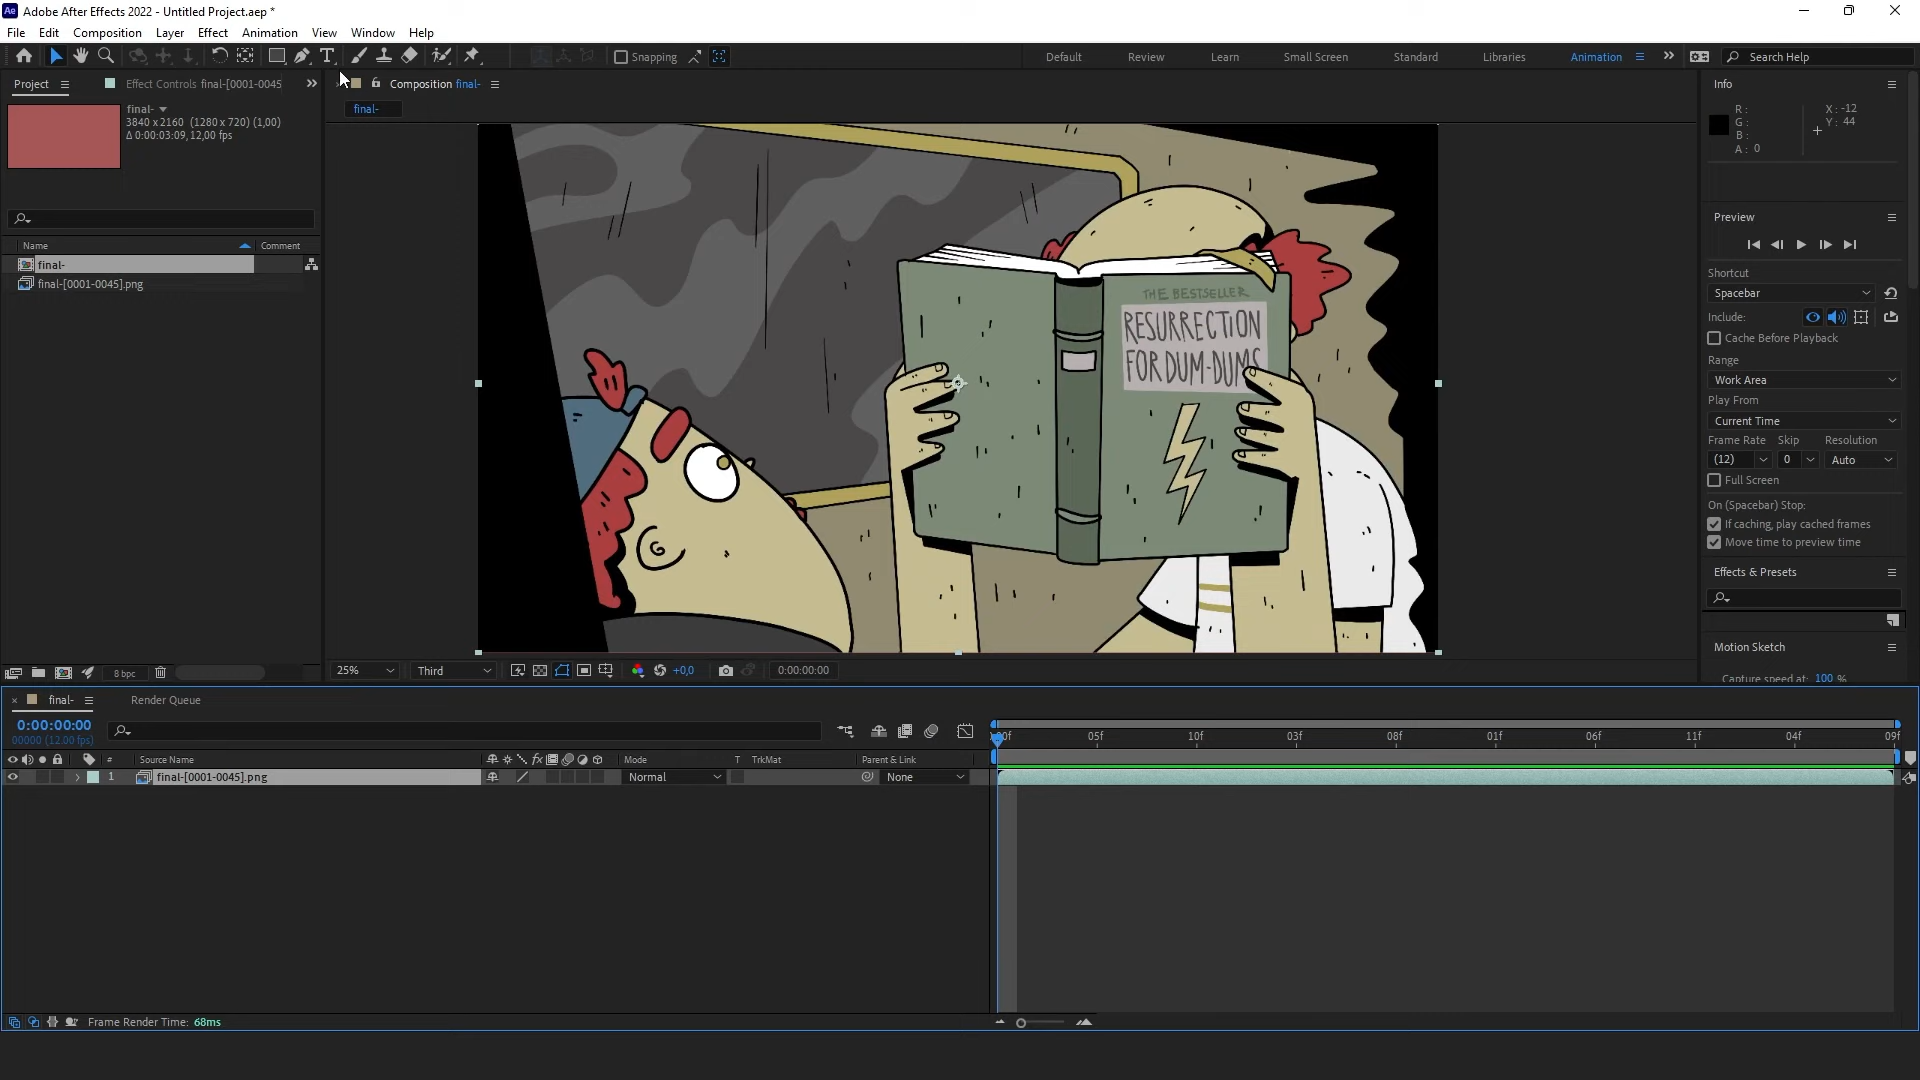 Ae Adobe After Effects 2022 - Untitled Project.aep *
File Edit Composition Layer Effect Animation View Window Help
Snapping Default Review Learn Small Screen Standard Libraries Animation Search Help
Project Effect Controls final-[0001-0045 Composition final- Info
final-
final-
3840 x 2160 (1280 x 720) (1,00)
Δ 0:00:03:09, 12,00 fps
R: X: -12
G: Y: 44
B:
A: 0
Preview
Name Comment
final-
final-[0001-0045].png
Shortcut
Spacebar
Include:
Cache Before Playback
Range
Work Area
Play From
Current Time
Frame Rate Skip Resolution
(12) 0 Auto
Full Screen
On (Spacebar) Stop:
If caching, play cached frames
Move time to preview time
Effects & Presets
Motion Sketch
Capture speed at: 100 %
THE BESTSELLER
RESURRECTION
FOR DUM-DUMS
8 bpc 25% Third +0,0 0:00:00:00
final- Render Queue
0:00:00:00
00000 (12.00 fps)
:00f 05f 10f 03f 08f 01f 06f 11f 04f 09f
# Source Name fx Mode T TrkMat Parent & Link
1 final-[0001-0045].png Normal None
Frame Render Time: 68ms